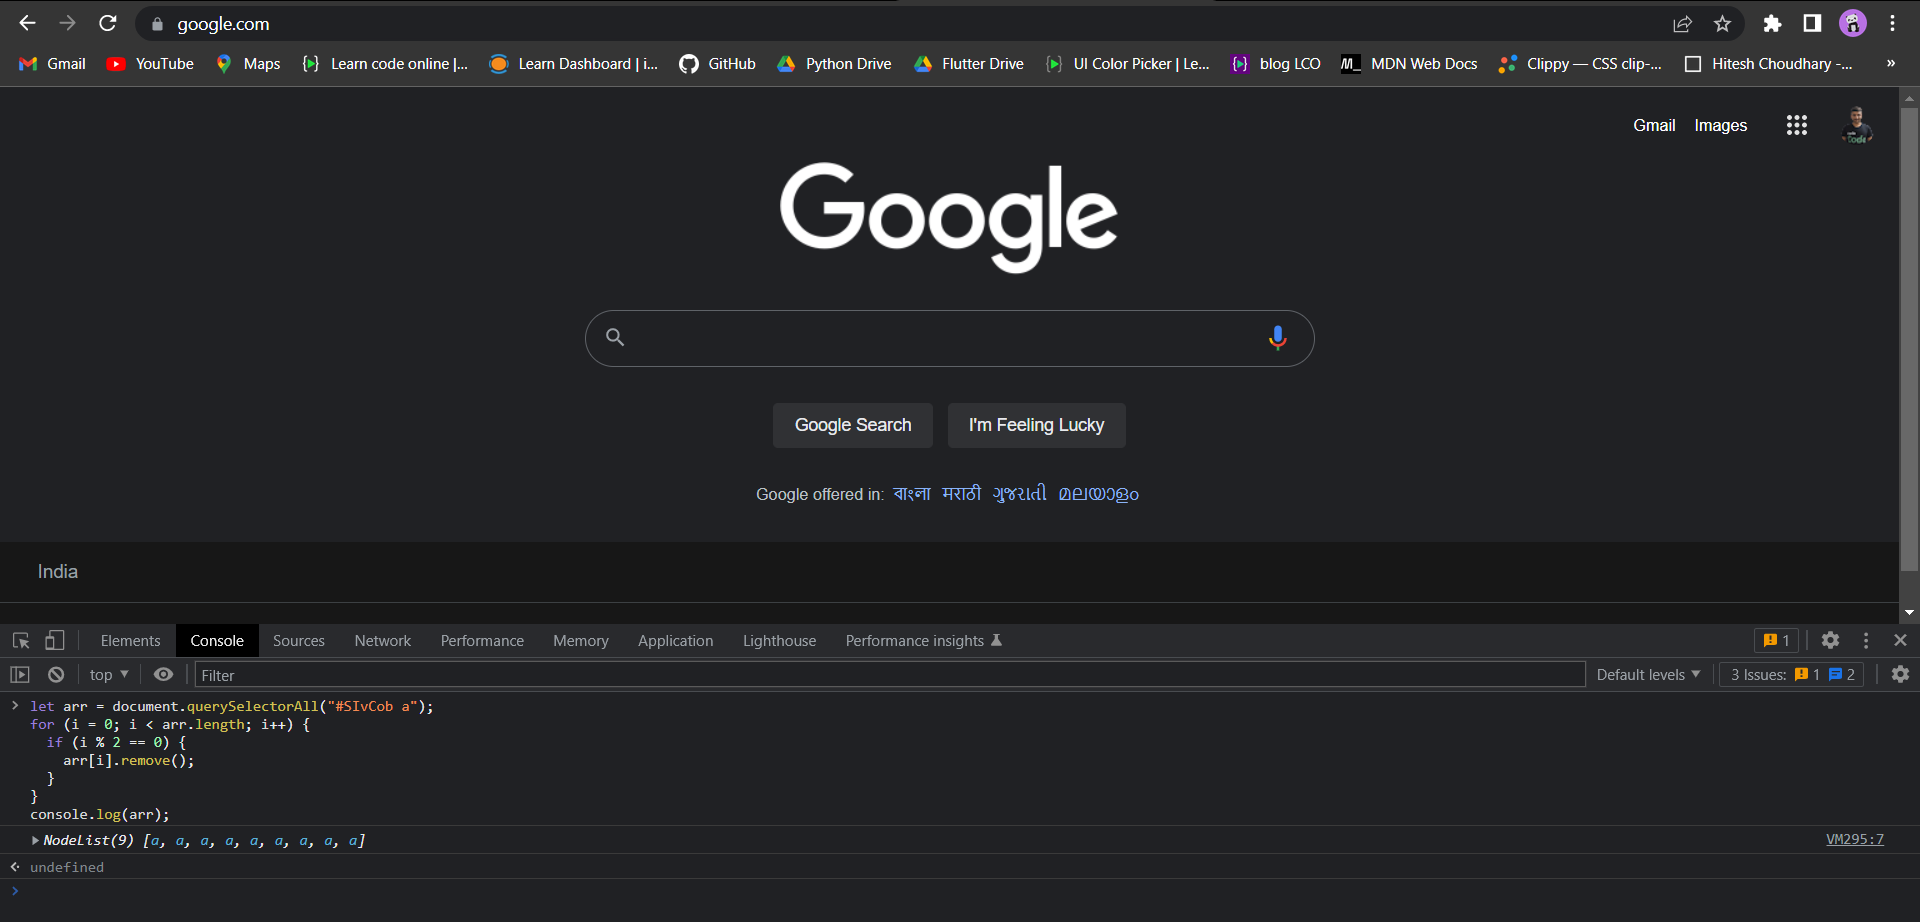 google.com
Gmail YouTube Maps Learn code online |... Learn Dashboard | i... GitHub Python Drive Flutter Drive UI Color Picker | Le... blog LCO MDN Web Docs Clippy — CSS clip-... Hitesh Choudhary -... »
Gmail Images
Google
Google Search I'm Feeling Lucky
Google offered in: বাংলা मराठी ગુજરાતી മലയാളം
India
Elements Console Sources Network Performance Memory Application Lighthouse Performance insights 1
top Filter Default levels 3 Issues: 1 2
let arr = document.querySelectorAll("#SIvCob a");
for (i = 0; i < arr.length; i++) {
if (i % 2 == 0) {
arr[i].remove();
}
}
console.log(arr);
NodeList(9) [a, a, a, a, a, a, a, a, a] VM295:7
undefined